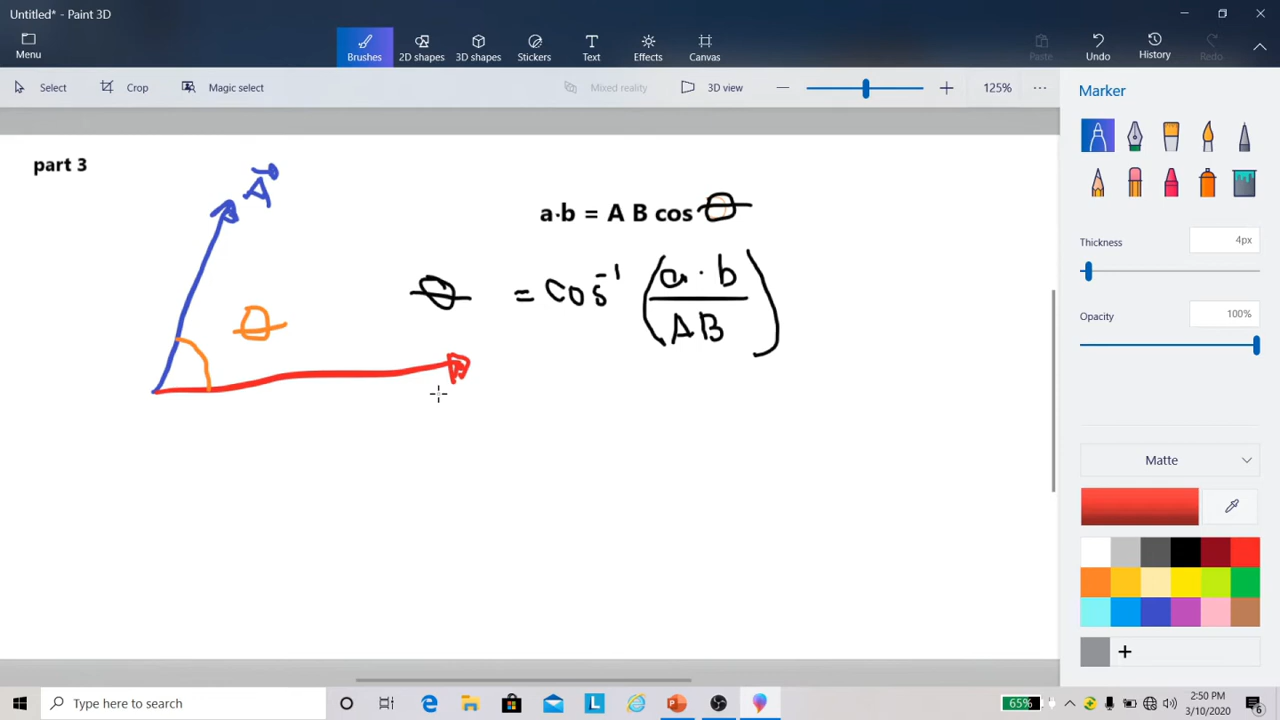 Untitled* - Paint 3D
Menu
Brushes
2D shapes
3D shapes
Stickers
Text
Effects
Canvas
Paste
Undo
History
Redo
Select
Crop
Magic select
Mixed reality
3D view
125%
Marker
part 3
A
a·b = A B cos Θ
Θ = cos⁻¹ (a · b / AB)
Θ
Thickness
4px
Opacity
100%
Matte
Type here to search
65%
2:50 PM
3/10/2020
6